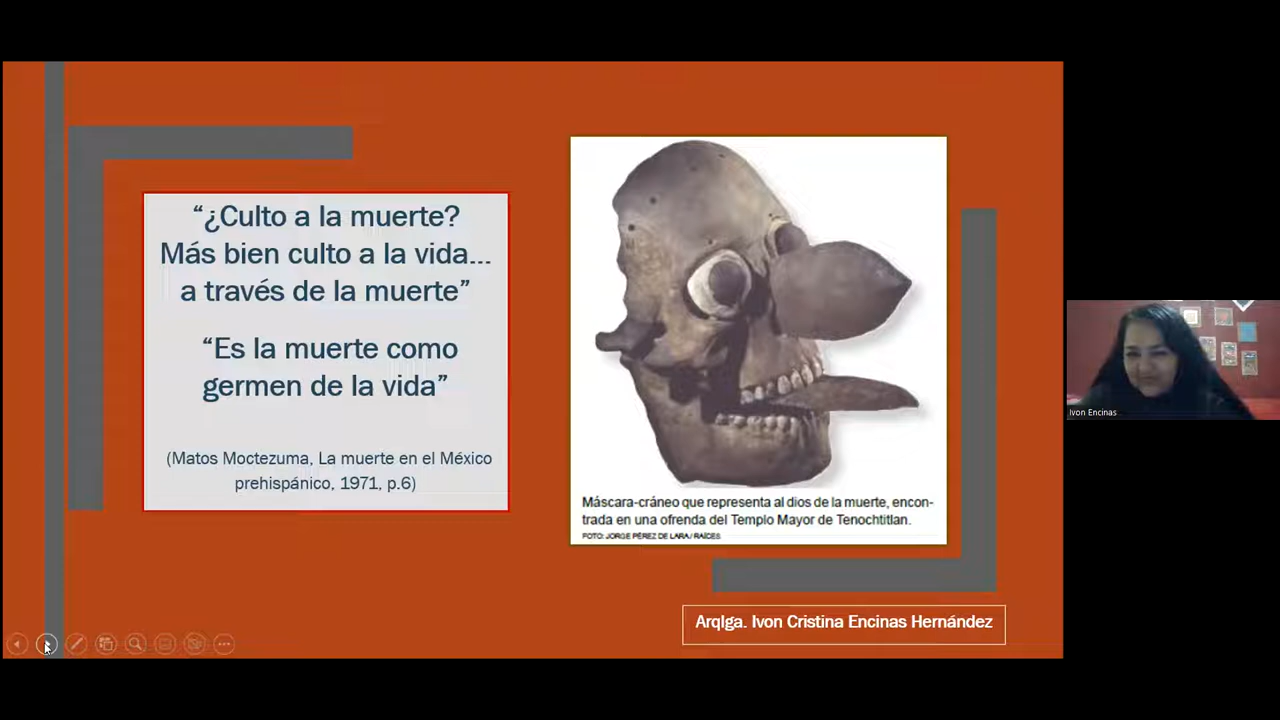 “¿Culto a la muerte?
Más bien culto a la vida...
a través de la muerte”
“Es la muerte como
germen de la vida”
(Matos Moctezuma, La muerte en el México
prehispánico, 1971, p.6)
Máscara-cráneo que representa al dios de la muerte, encon-
trada en una ofrenda del Templo Mayor de Tenochtitlan.
FOTO: JORGE PÉREZ DE LARA / RAÍCES
Arqlga. Ivon Cristina Encinas Hernández
Ivon Encinas